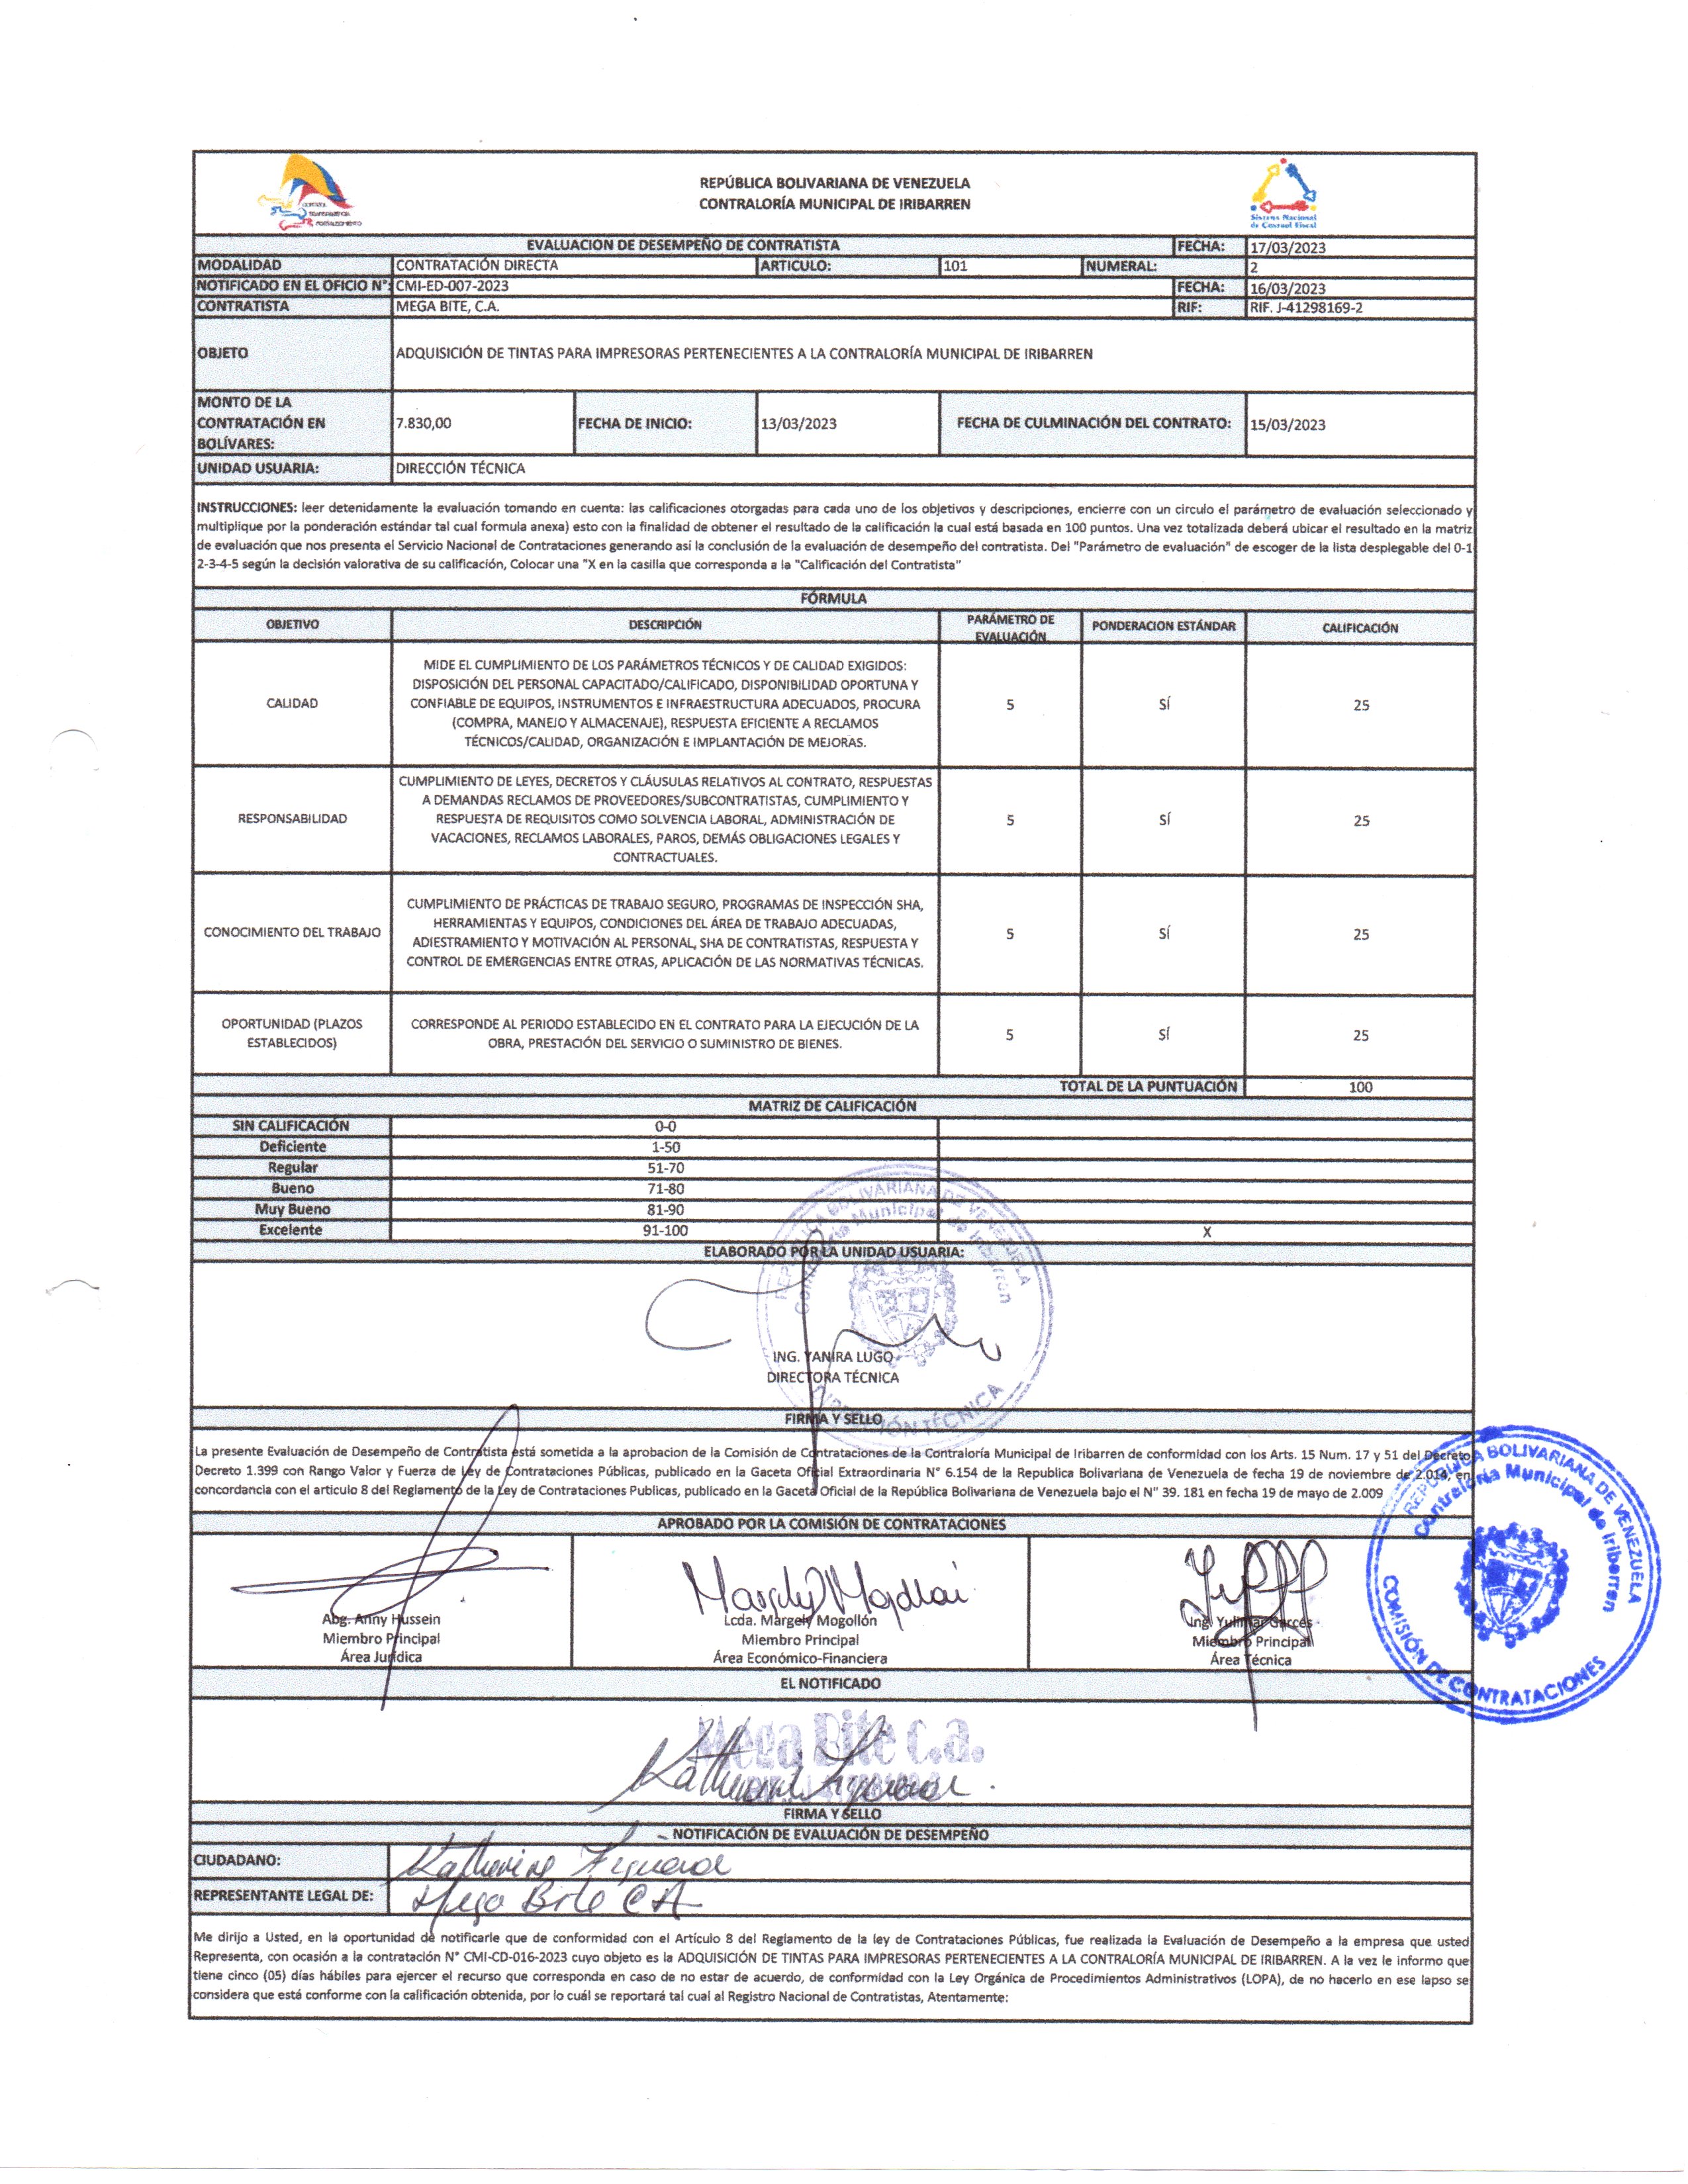 REPÚBLICA BOLIVARIANA DE VENEZUELA
CONTRALORÍA MUNICIPAL DE IRIBARREN
Sistema Nacional
de Control Fiscal
EVALUACION DE DESEMPEÑO DE CONTRATISTA FECHA: 17/03/2023
MODALIDAD CONTRATACIÓN DIRECTA ARTICULO: 101 NUMERAL: 2
NOTIFICADO EN EL OFICIO N°: CMI-ED-007-2023 FECHA: 16/03/2023
CONTRATISTA MEGA BITE, C.A. RIF: RIF. J-41298169-2
OBJETO ADQUISICIÓN DE TINTAS PARA IMPRESORAS PERTENECIENTES A LA CONTRALORÍA MUNICIPAL DE IRIBARREN
MONTO DE LA
CONTRATACIÓN EN
BOLÍVARES:
7.830,00 FECHA DE INICIO: 13/03/2023 FECHA DE CULMINACIÓN DEL CONTRATO: 15/03/2023
UNIDAD USUARIA: DIRECCIÓN TÉCNICA
INSTRUCCIONES: leer detenidamente la evaluación tomando en cuenta: las calificaciones otorgadas para cada uno de los objetivos y descripciones, encierre con un circulo el parámetro de evaluación seleccionado y
multiplique por la ponderación estándar tal cual formula anexa) esto con la finalidad de obtener el resultado de la calificación la cual está basada en 100 puntos. Una vez totalizada deberá ubicar el resultado en la matriz
de evaluación que nos presenta el Servicio Nacional de Contrataciones generando así la conclusión de la evaluación de desempeño del contratista. Del "Parámetro de evaluación" de escoger de la lista desplegable del 0-1
2-3-4-5 según la decisión valorativa de su calificación, Colocar una "X en la casilla que corresponda a la "Calificación del Contratista"
FÓRMULA
OBJETIVO DESCRIPCIÓN PARÁMETRO DE EVALUACIÓN PONDERACION ESTÁNDAR CALIFICACIÓN
MIDE EL CUMPLIMIENTO DE LOS PARÁMETROS TÉCNICOS Y DE CALIDAD EXIGIDOS:
DISPOSICIÓN DEL PERSONAL CAPACITADO/CALIFICADO, DISPONIBILIDAD OPORTUNA Y
CALIDAD CONFIABLE DE EQUIPOS, INSTRUMENTOS E INFRAESTRUCTURA ADECUADOS, PROCURA 5 SÍ 25
(COMPRA, MANEJO Y ALMACENAJE), RESPUESTA EFICIENTE A RECLAMOS
TÉCNICOS/CALIDAD, ORGANIZACIÓN E IMPLANTACIÓN DE MEJORAS.
CUMPLIMIENTO DE LEYES, DECRETOS Y CLÁUSULAS RELATIVOS AL CONTRATO, RESPUESTAS
A DEMANDAS RECLAMOS DE PROVEEDORES/SUBCONTRATISTAS, CUMPLIMIENTO Y
RESPONSABILIDAD RESPUESTA DE REQUISITOS COMO SOLVENCIA LABORAL, ADMINISTRACIÓN DE 5 SÍ 25
VACACIONES, RECLAMOS LABORALES, PAROS, DEMÁS OBLIGACIONES LEGALES Y
CONTRACTUALES.
CUMPLIMIENTO DE PRÁCTICAS DE TRABAJO SEGURO, PROGRAMAS DE INSPECCIÓN SHA,
HERRAMIENTAS Y EQUIPOS, CONDICIONES DEL ÁREA DE TRABAJO ADECUADAS,
CONOCIMIENTO DEL TRABAJO ADIESTRAMIENTO Y MOTIVACIÓN AL PERSONAL, SHA DE CONTRATISTAS, RESPUESTA Y 5 SÍ 25
CONTROL DE EMERGENCIAS ENTRE OTRAS, APLICACIÓN DE LAS NORMATIVAS TÉCNICAS.
OPORTUNIDAD (PLAZOS CORRESPONDE AL PERIODO ESTABLECIDO EN EL CONTRATO PARA LA EJECUCIÓN DE LA
ESTABLECIDOS) OBRA, PRESTACIÓN DEL SERVICIO O SUMINISTRO DE BIENES. 5 SÍ 25
TOTAL DE LA PUNTUACIÓN 100
MATRIZ DE CALIFICACIÓN
SIN CALIFICACIÓN 0-0
Deficiente 1-50
Regular 51-70
Bueno 71-80
Muy Bueno 81-90
Excelente 91-100 X
ELABORADO POR LA UNIDAD USUARIA:
REPÚBLICA BOLIVARIANA DE VENEZUELA
Contraloría Municipal de Iribarren
DIRECCIÓN TÉCNICA
ING. YANIRA LUGO
DIRECTORA TÉCNICA
FIRMA Y SELLO
La presente Evaluación de Desempeño de Contratista está sometida a la aprobacion de la Comisión de Contrataciones de la Contraloría Municipal de Iribarren de conformidad con los Arts. 15 Num. 17 y 51 del Decreto
Decreto 1.399 con Rango Valor y Fuerza de Ley de Contrataciones Públicas, publicado en la Gaceta Oficial Extraordinaria N° 6.154 de la Republica Bolivariana de Venezuela de fecha 19 de noviembre de 2.014, en
concordancia con el articulo 8 del Reglamento de la Ley de Contrataciones Publicas, publicado en la Gaceta Oficial de la República Bolivariana de Venezuela bajo el N° 39. 181 en fecha 19 de mayo de 2.009
APROBADO POR LA COMISIÓN DE CONTRATACIONES
REPÚBLICA BOLIVARIANA DE VENEZUELA
Contraloría Municipal de Iribarren
COMISIÓN DE CONTRATACIONES
Margely Mogollón
Abg. Anny Hussein Lcda. Margely Mogollón Ing. Yulimar Garcés
Miembro Principal Miembro Principal Miembro Principal
Área Jurídica Área Económico-Financiera Área Técnica
EL NOTIFICADO
Mega Bite c.a.
Katherine Figueroa
FIRMA Y SELLO
NOTIFICACIÓN DE EVALUACIÓN DE DESEMPEÑO
CIUDADANO: Katherine Figueroa
REPRESENTANTE LEGAL DE: Mega Bite CA
Me dirijo a Usted, en la oportunidad de notificarle que de conformidad con el Artículo 8 del Reglamento de la ley de Contrataciones Públicas, fue realizada la Evaluación de Desempeño a la empresa que usted
Representa, con ocasión a la contratación N° CMI-CD-016-2023 cuyo objeto es la ADQUISICIÓN DE TINTAS PARA IMPRESORAS PERTENECIENTES A LA CONTRALORÍA MUNICIPAL DE IRIBARREN. A la vez le informo que
tiene cinco (05) días hábiles para ejercer el recurso que corresponda en caso de no estar de acuerdo, de conformidad con la Ley Orgánica de Procedimientos Administrativos (LOPA), de no hacerlo en ese lapso se
considera que está conforme con la calificación obtenida, por lo cuál se reportará tal cual al Registro Nacional de Contratistas, Atentamente: